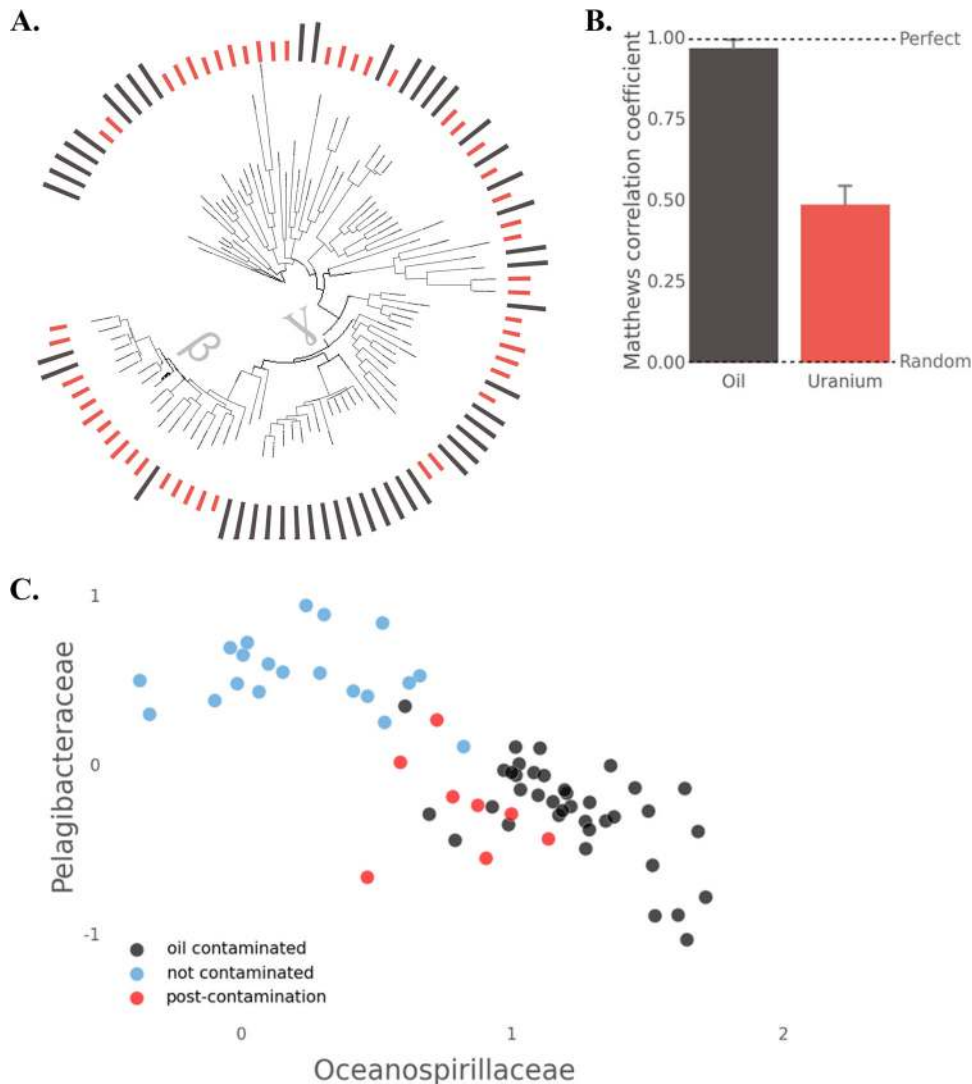 A.
β
γ
B.
Matthews correlation coefficient
1.00
0.75
0.50
0.25
0.00
Perfect
Random
Oil
Uranium
C.
Pelagibacteraceae
1
0
-1
oil contaminated
not contaminated
post-contamination
0
1
2
Oceanospirillaceae